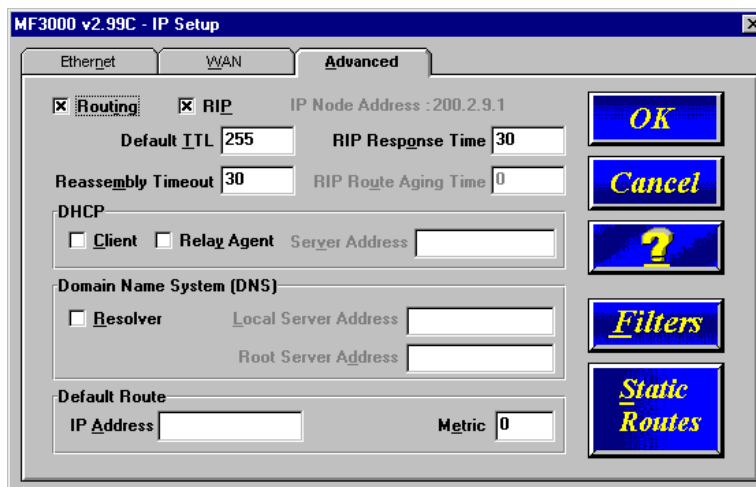 MF3000 v2.99C - IP Setup
Ethernet WAN Advanced
Routing RIP IP Node Address : 200.2.9.1
Default TTL 255 RIP Response Time 30
Reassembly Timeout 30 RIP Route Aging Time 0
DHCP
Client Relay Agent Server Address
Domain Name System (DNS)
Resolver Local Server Address
Root Server Address
Default Route
IP Address Metric 0
OK
Cancel
?
Filters
Static
Routes